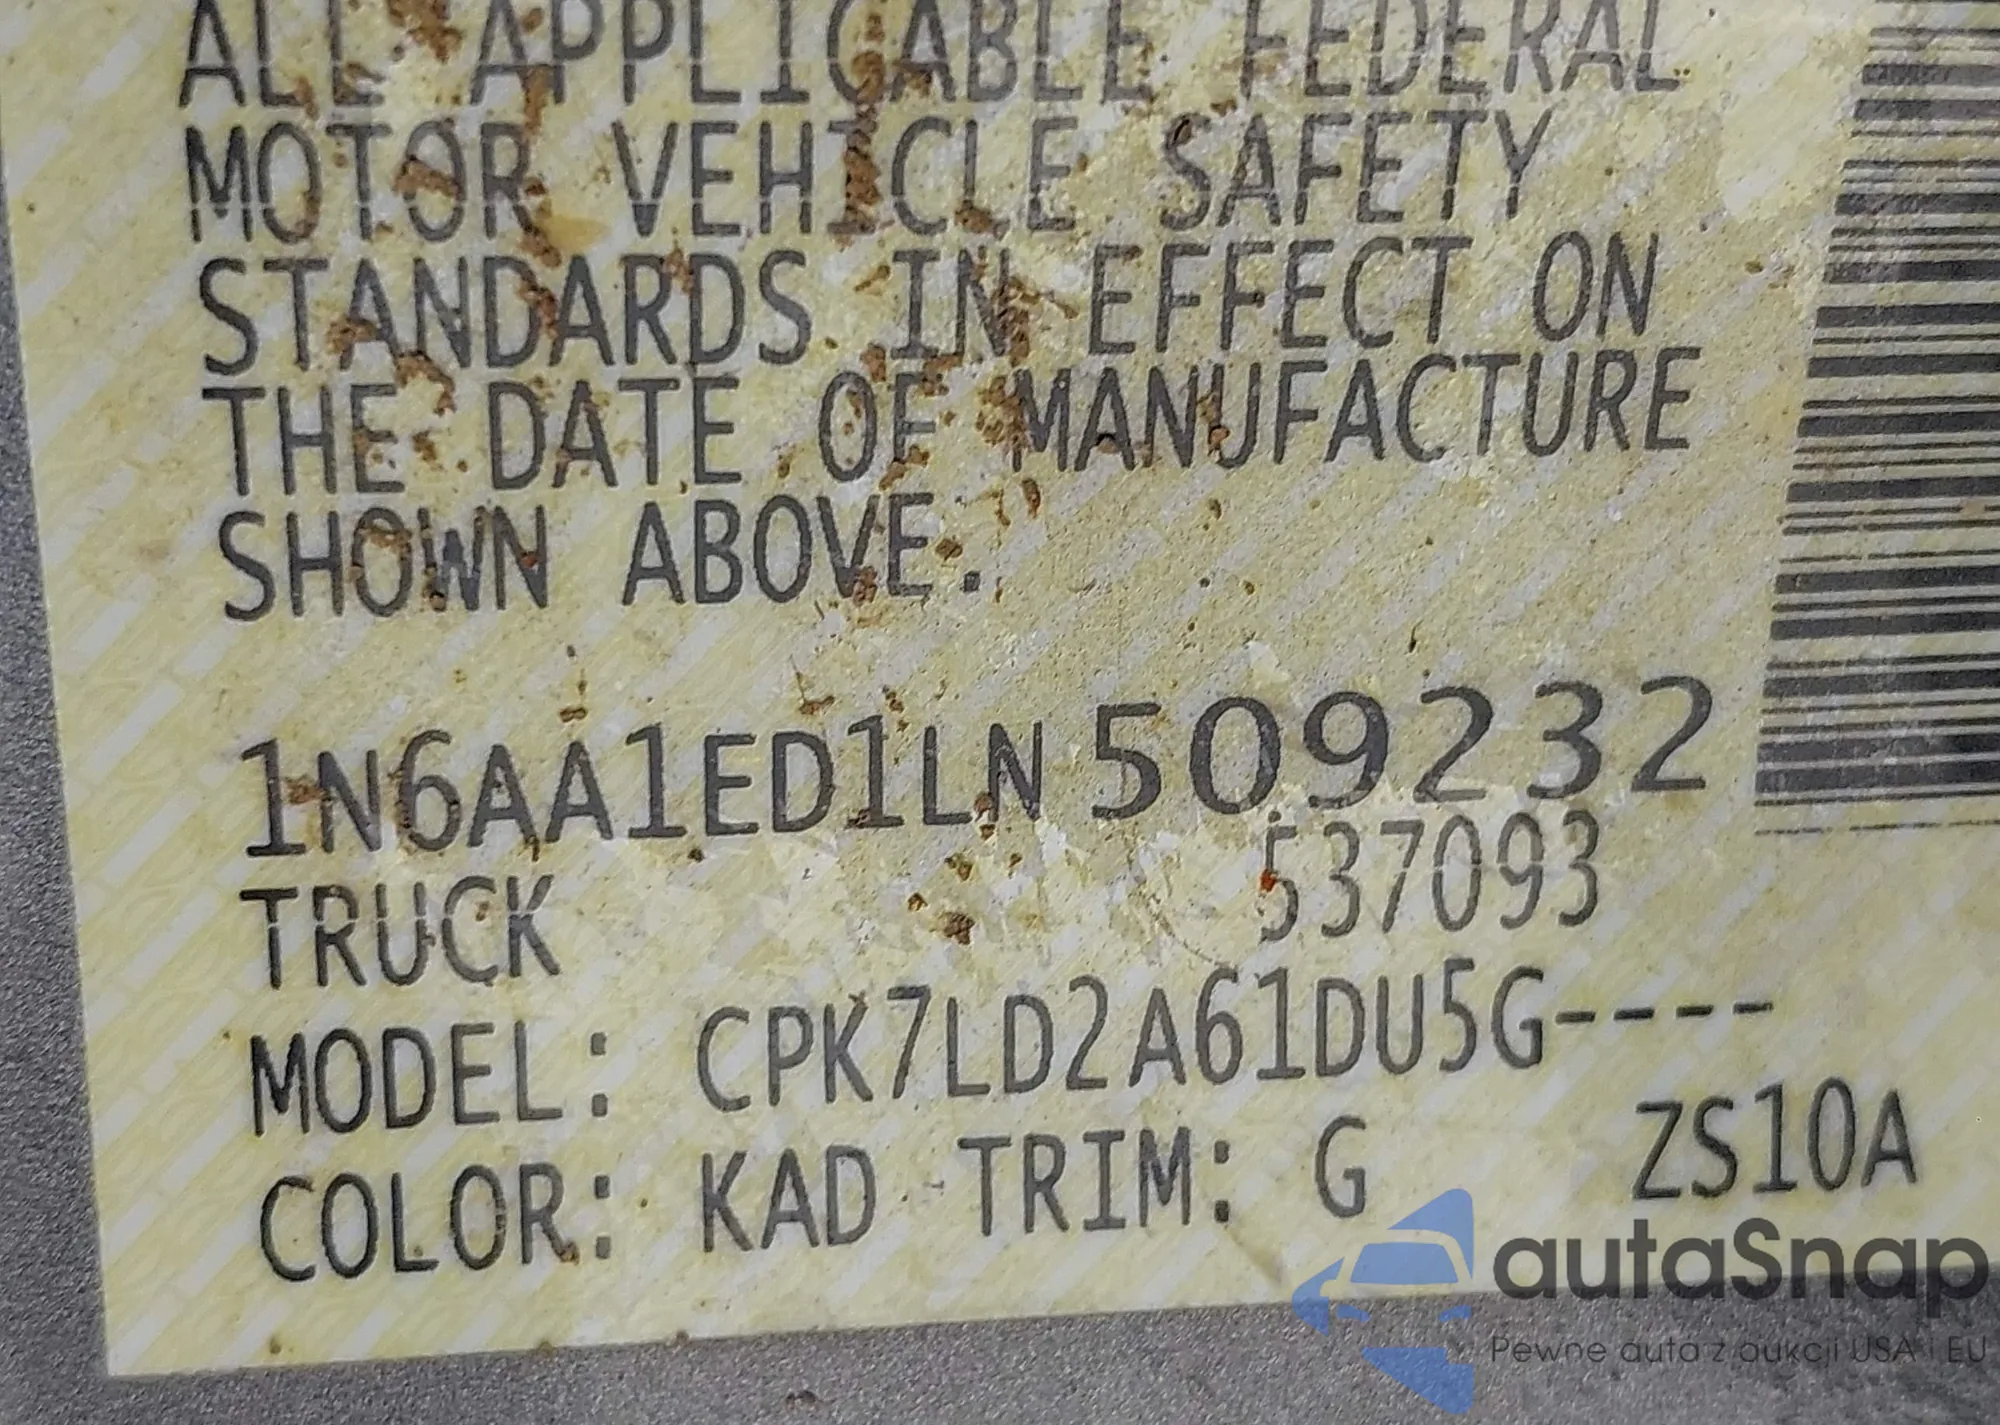 ALL APPLICABLE FEDERAL
MOTOR VEHICLE SAFETY
STANDARDS IN EFFECT ON
THE DATE OF MANUFACTURE
SHOWN ABOVE.
1N6AA1ED1LN509232
TRUCK 537093
MODEL: CPK7LD2A61DU5G----
COLOR: KAD TRIM: G ZS10A
autaSnap
Pewne auta z aukcji USA i EU